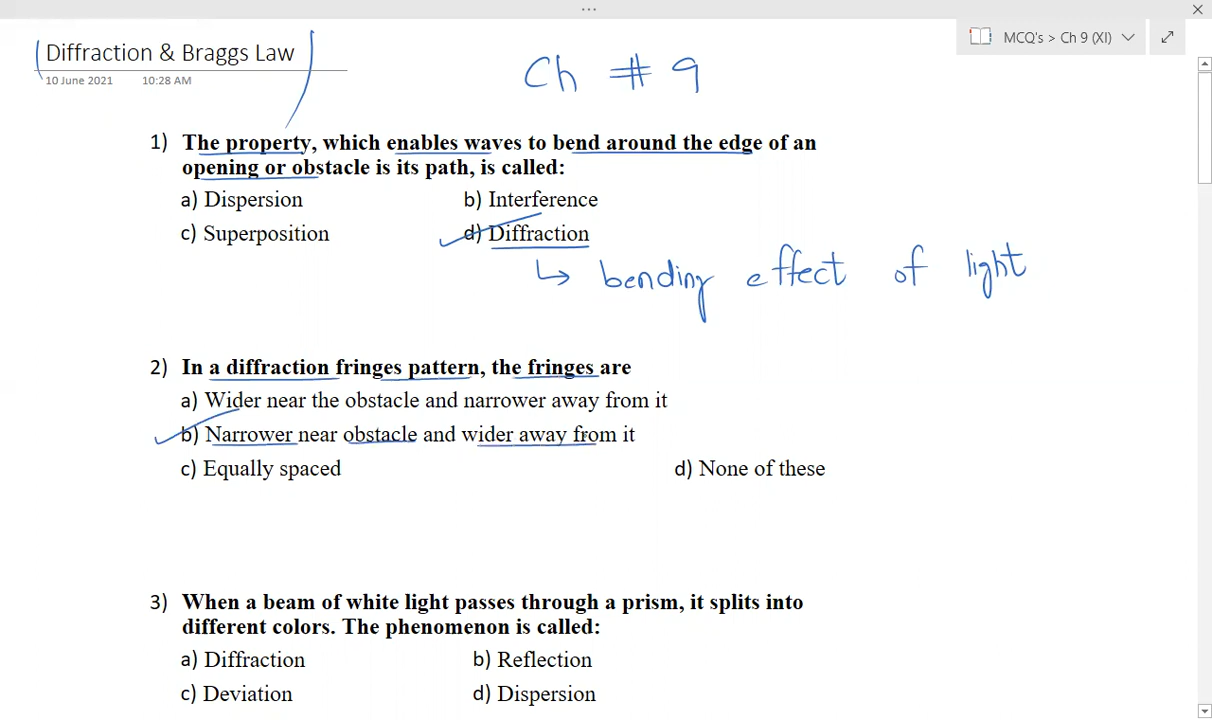 Diffraction & Braggs Law
10 June 2021 10:28 AM
MCQ's > Ch 9 (XI)
Ch # 9
1) The property, which enables waves to bend around the edge of an
opening or obstacle is its path, is called:
a) Dispersion b) Interference
c) Superposition d) Diffraction
bending effect of light
2) In a diffraction fringes pattern, the fringes are
a) Wider near the obstacle and narrower away from it
b) Narrower near obstacle and wider away from it
c) Equally spaced d) None of these
3) When a beam of white light passes through a prism, it splits into
different colors. The phenomenon is called:
a) Diffraction b) Reflection
c) Deviation d) Dispersion